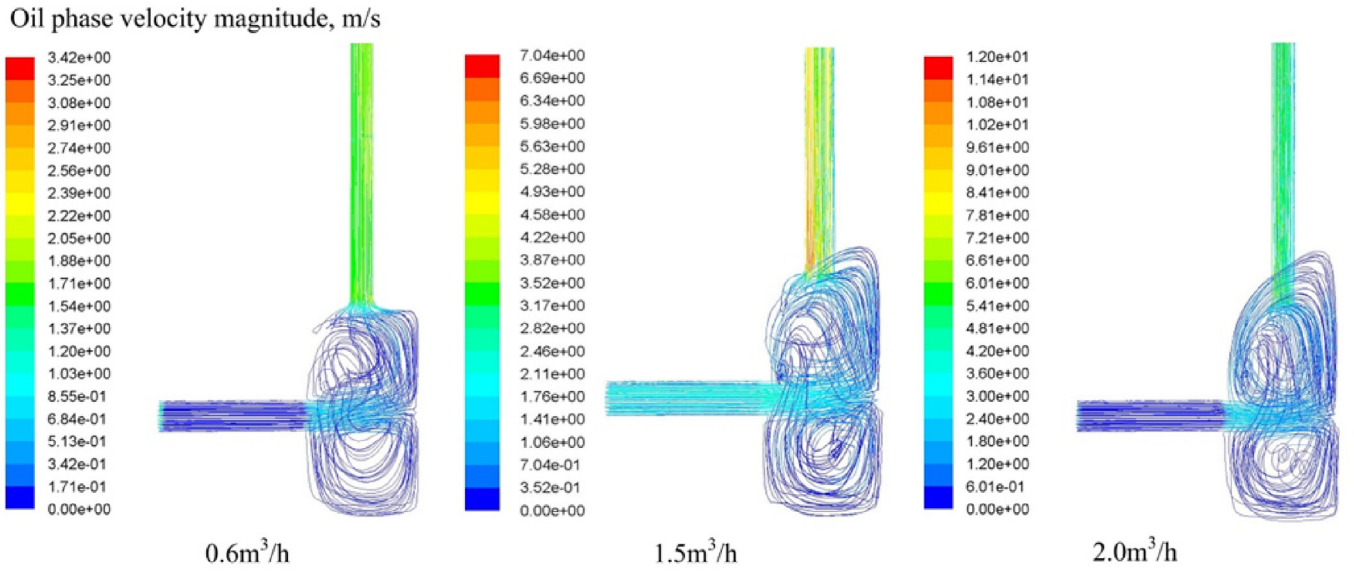 Oil phase velocity magnitude, m/s
3.42e+00
3.25e+00
3.08e+00
2.91e+00
2.74e+00
2.56e+00
2.39e+00
2.22e+00
2.05e+00
1.88e+00
1.71e+00
1.54e+00
1.37e+00
1.20e+00
1.03e+00
8.55e-01
6.84e-01
5.13e-01
3.42e-01
1.71e-01
0.00e+00
0.6m³/h
7.04e+00
6.69e+00
6.34e+00
5.98e+00
5.63e+00
5.28e+00
4.93e+00
4.58e+00
4.22e+00
3.87e+00
3.52e+00
3.17e+00
2.82e+00
2.46e+00
2.11e+00
1.76e+00
1.41e+00
1.06e+00
7.04e-01
3.52e-01
0.00e+00
1.5m³/h
1.20e+01
1.14e+01
1.08e+01
1.02e+01
9.61e+00
9.01e+00
8.41e+00
7.81e+00
7.21e+00
6.61e+00
6.01e+00
5.41e+00
4.81e+00
4.20e+00
3.60e+00
3.00e+00
2.40e+00
1.80e+00
1.20e+00
6.01e-01
0.00e+00
2.0m³/h